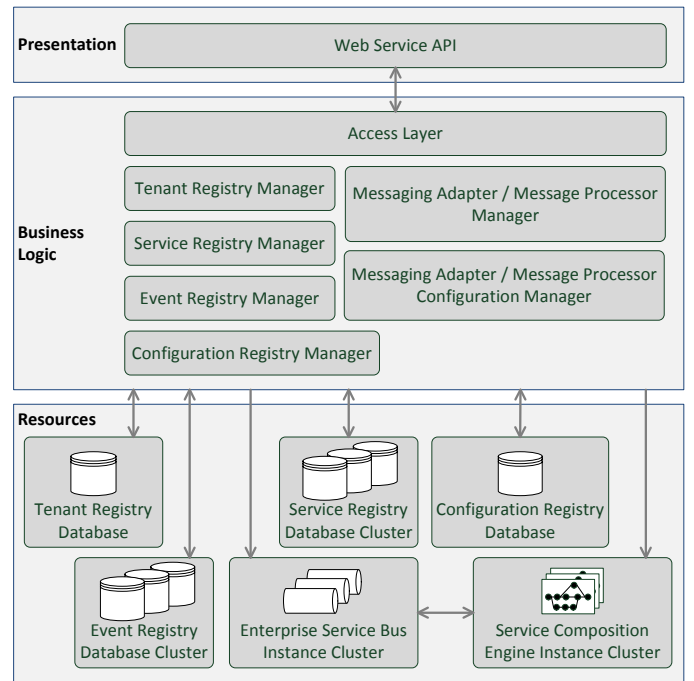 Presentation
Web Service API
Business
Logic
Access Layer
Tenant Registry Manager
Messaging Adapter / Message Processor
Manager
Service Registry Manager
Messaging Adapter / Message Processor
Configuration Manager
Event Registry Manager
Configuration Registry Manager
Resources
Tenant Registry
Database
Service Registry
Database Cluster
Configuration Registry
Database
Event Registry
Database Cluster
Enterprise Service Bus
Instance Cluster
Service Composition
Engine Instance Cluster